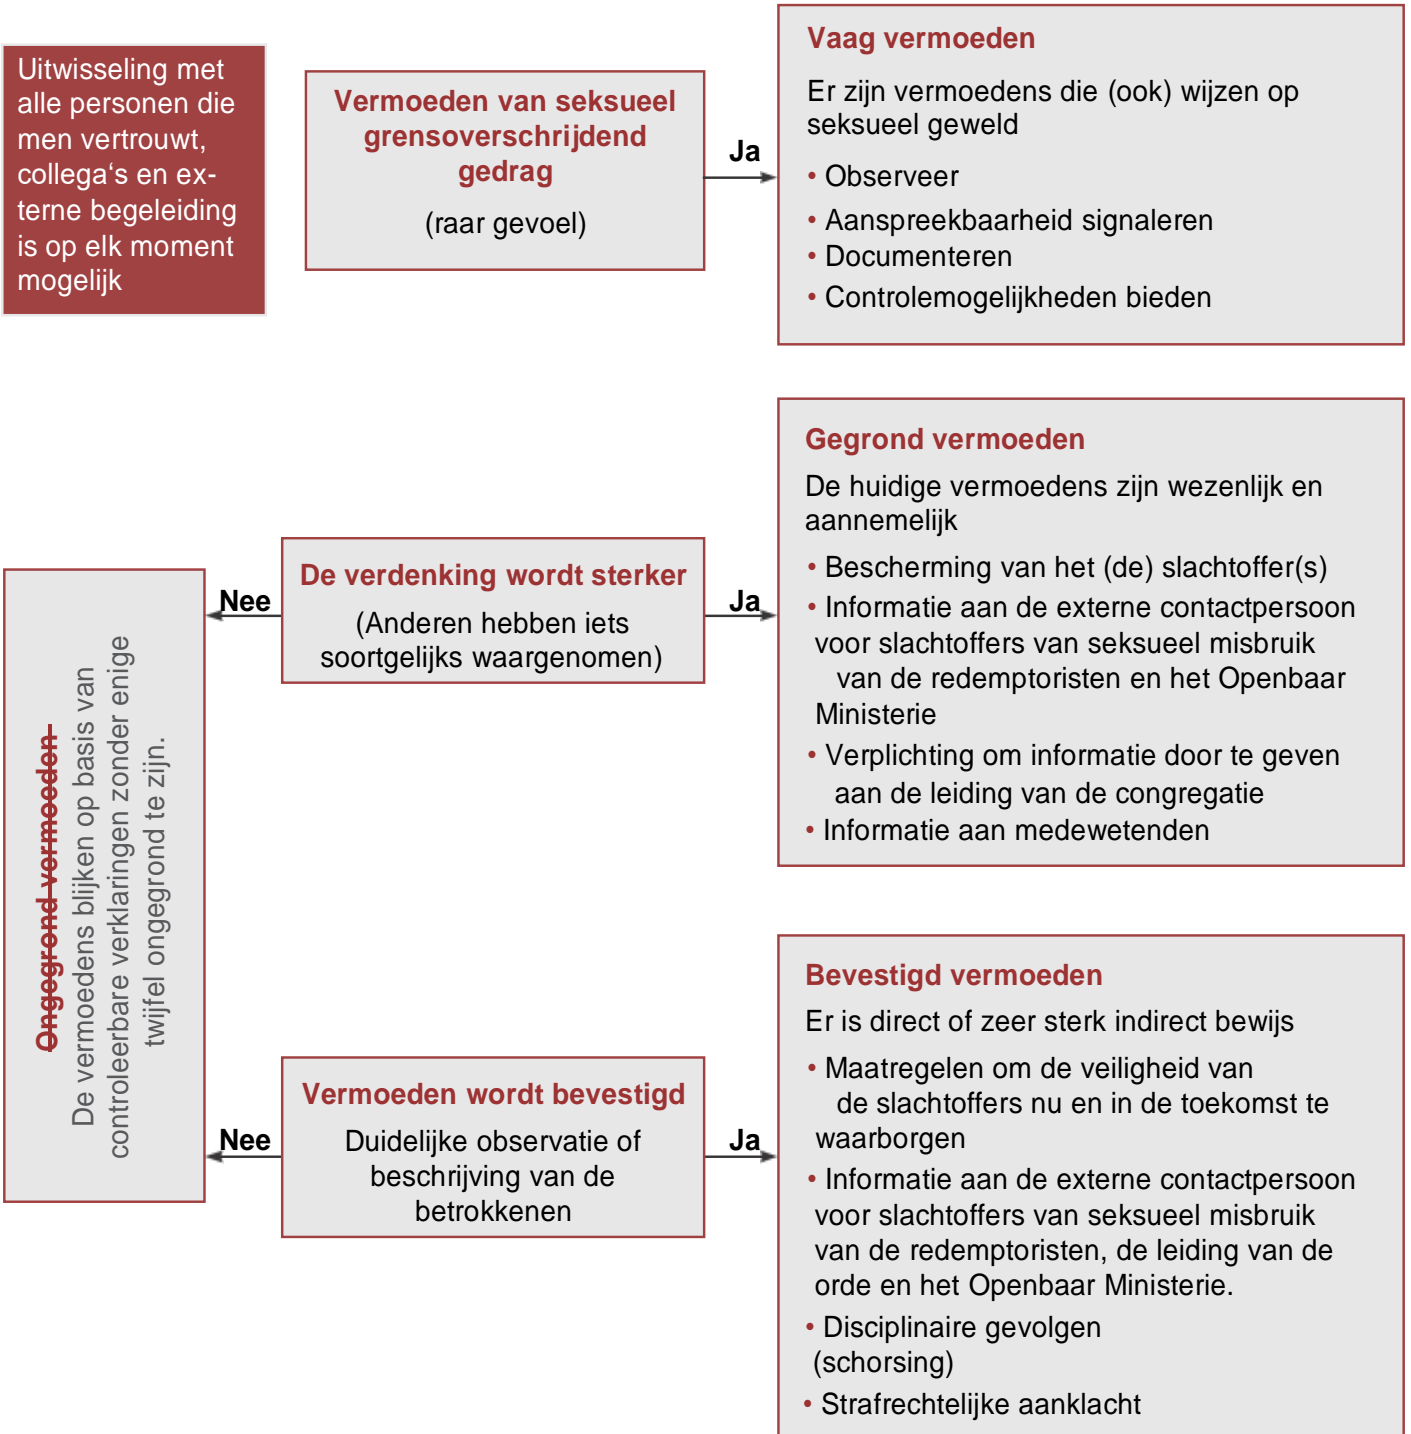 Uitwisseling met
alle personen die
men vertrouwt,
collega‘s en ex-
terne begeleiding
is op elk moment
mogelijk
Vermoeden van seksueel
grensoverschrijdend
gedrag
(raar gevoel)
Ja
Vaag vermoeden
Er zijn vermoedens die (ook) wijzen op
seksueel geweld
• Observeer
• Aanspreekbaarheid signaleren
• Documenteren
• Controlemogelijkheden bieden
Ongegrond vermoeden
De vermoedens blijken op basis van
controleerbare verklaringen zonder enige
twijfel ongegrond te zijn.
Nee
De verdenking wordt sterker
(Anderen hebben iets
soortgelijks waargenomen)
Ja
Gegrond vermoeden
De huidige vermoedens zijn wezenlijk en
aannemelijk
• Bescherming van het (de) slachtoffer(s)
• Informatie aan de externe contactpersoon
voor slachtoffers van seksueel misbruik
van de redemptoristen en het Openbaar
Ministerie
• Verplichting om informatie door te geven
aan de leiding van de congregatie
• Informatie aan medewetenden
Nee
Vermoeden wordt bevestigd
Duidelijke observatie of
beschrijving van de
betrokkenen
Ja
Bevestigd vermoeden
Er is direct of zeer sterk indirect bewijs
• Maatregelen om de veiligheid van
de slachtoffers nu en in de toekomst te
waarborgen
• Informatie aan de externe contactpersoon
voor slachtoffers van seksueel misbruik
van de redemptoristen, de leiding van de
orde en het Openbaar Ministerie.
• Disciplinaire gevolgen
(schorsing)
• Strafrechtelijke aanklacht